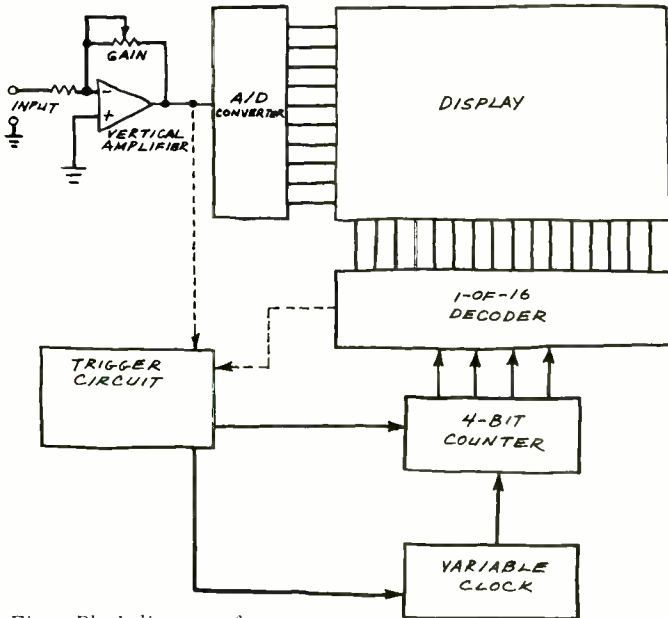 GAIN
INPUT
-
+
VERTICAL
AMPLIFIER
A/D
CONVERTER
DISPLAY
1-OF-16
DECODER
TRIGGER
CIRCUIT
4-BIT
COUNTER
VARIABLE
CLOCK